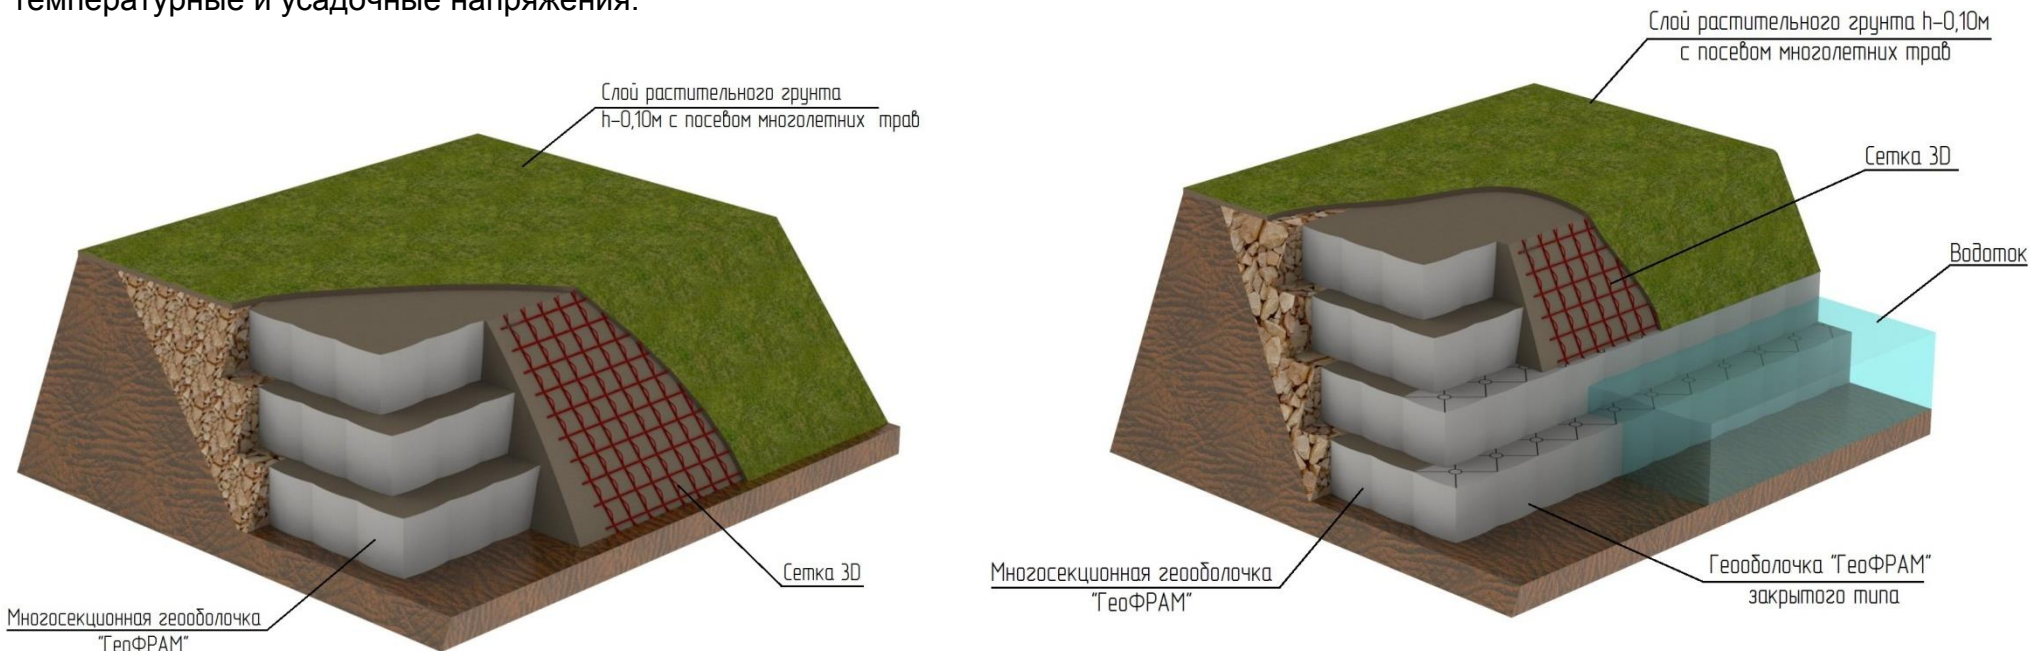 температурные и усадочные напряжения.
Слой растительного грунта
h-0,10м с посевом многолетних трав
Сетка 3D
Многосекционная геооболочка
"ГеоФРАМ"
Слой растительного грунта h-0,10м
с посевом многолетних трав
Сетка 3D
Водоток
Многосекционная геооболочка
"ГеоФРАМ"
Геооболочка "ГеоФРАМ"
закрытого типа